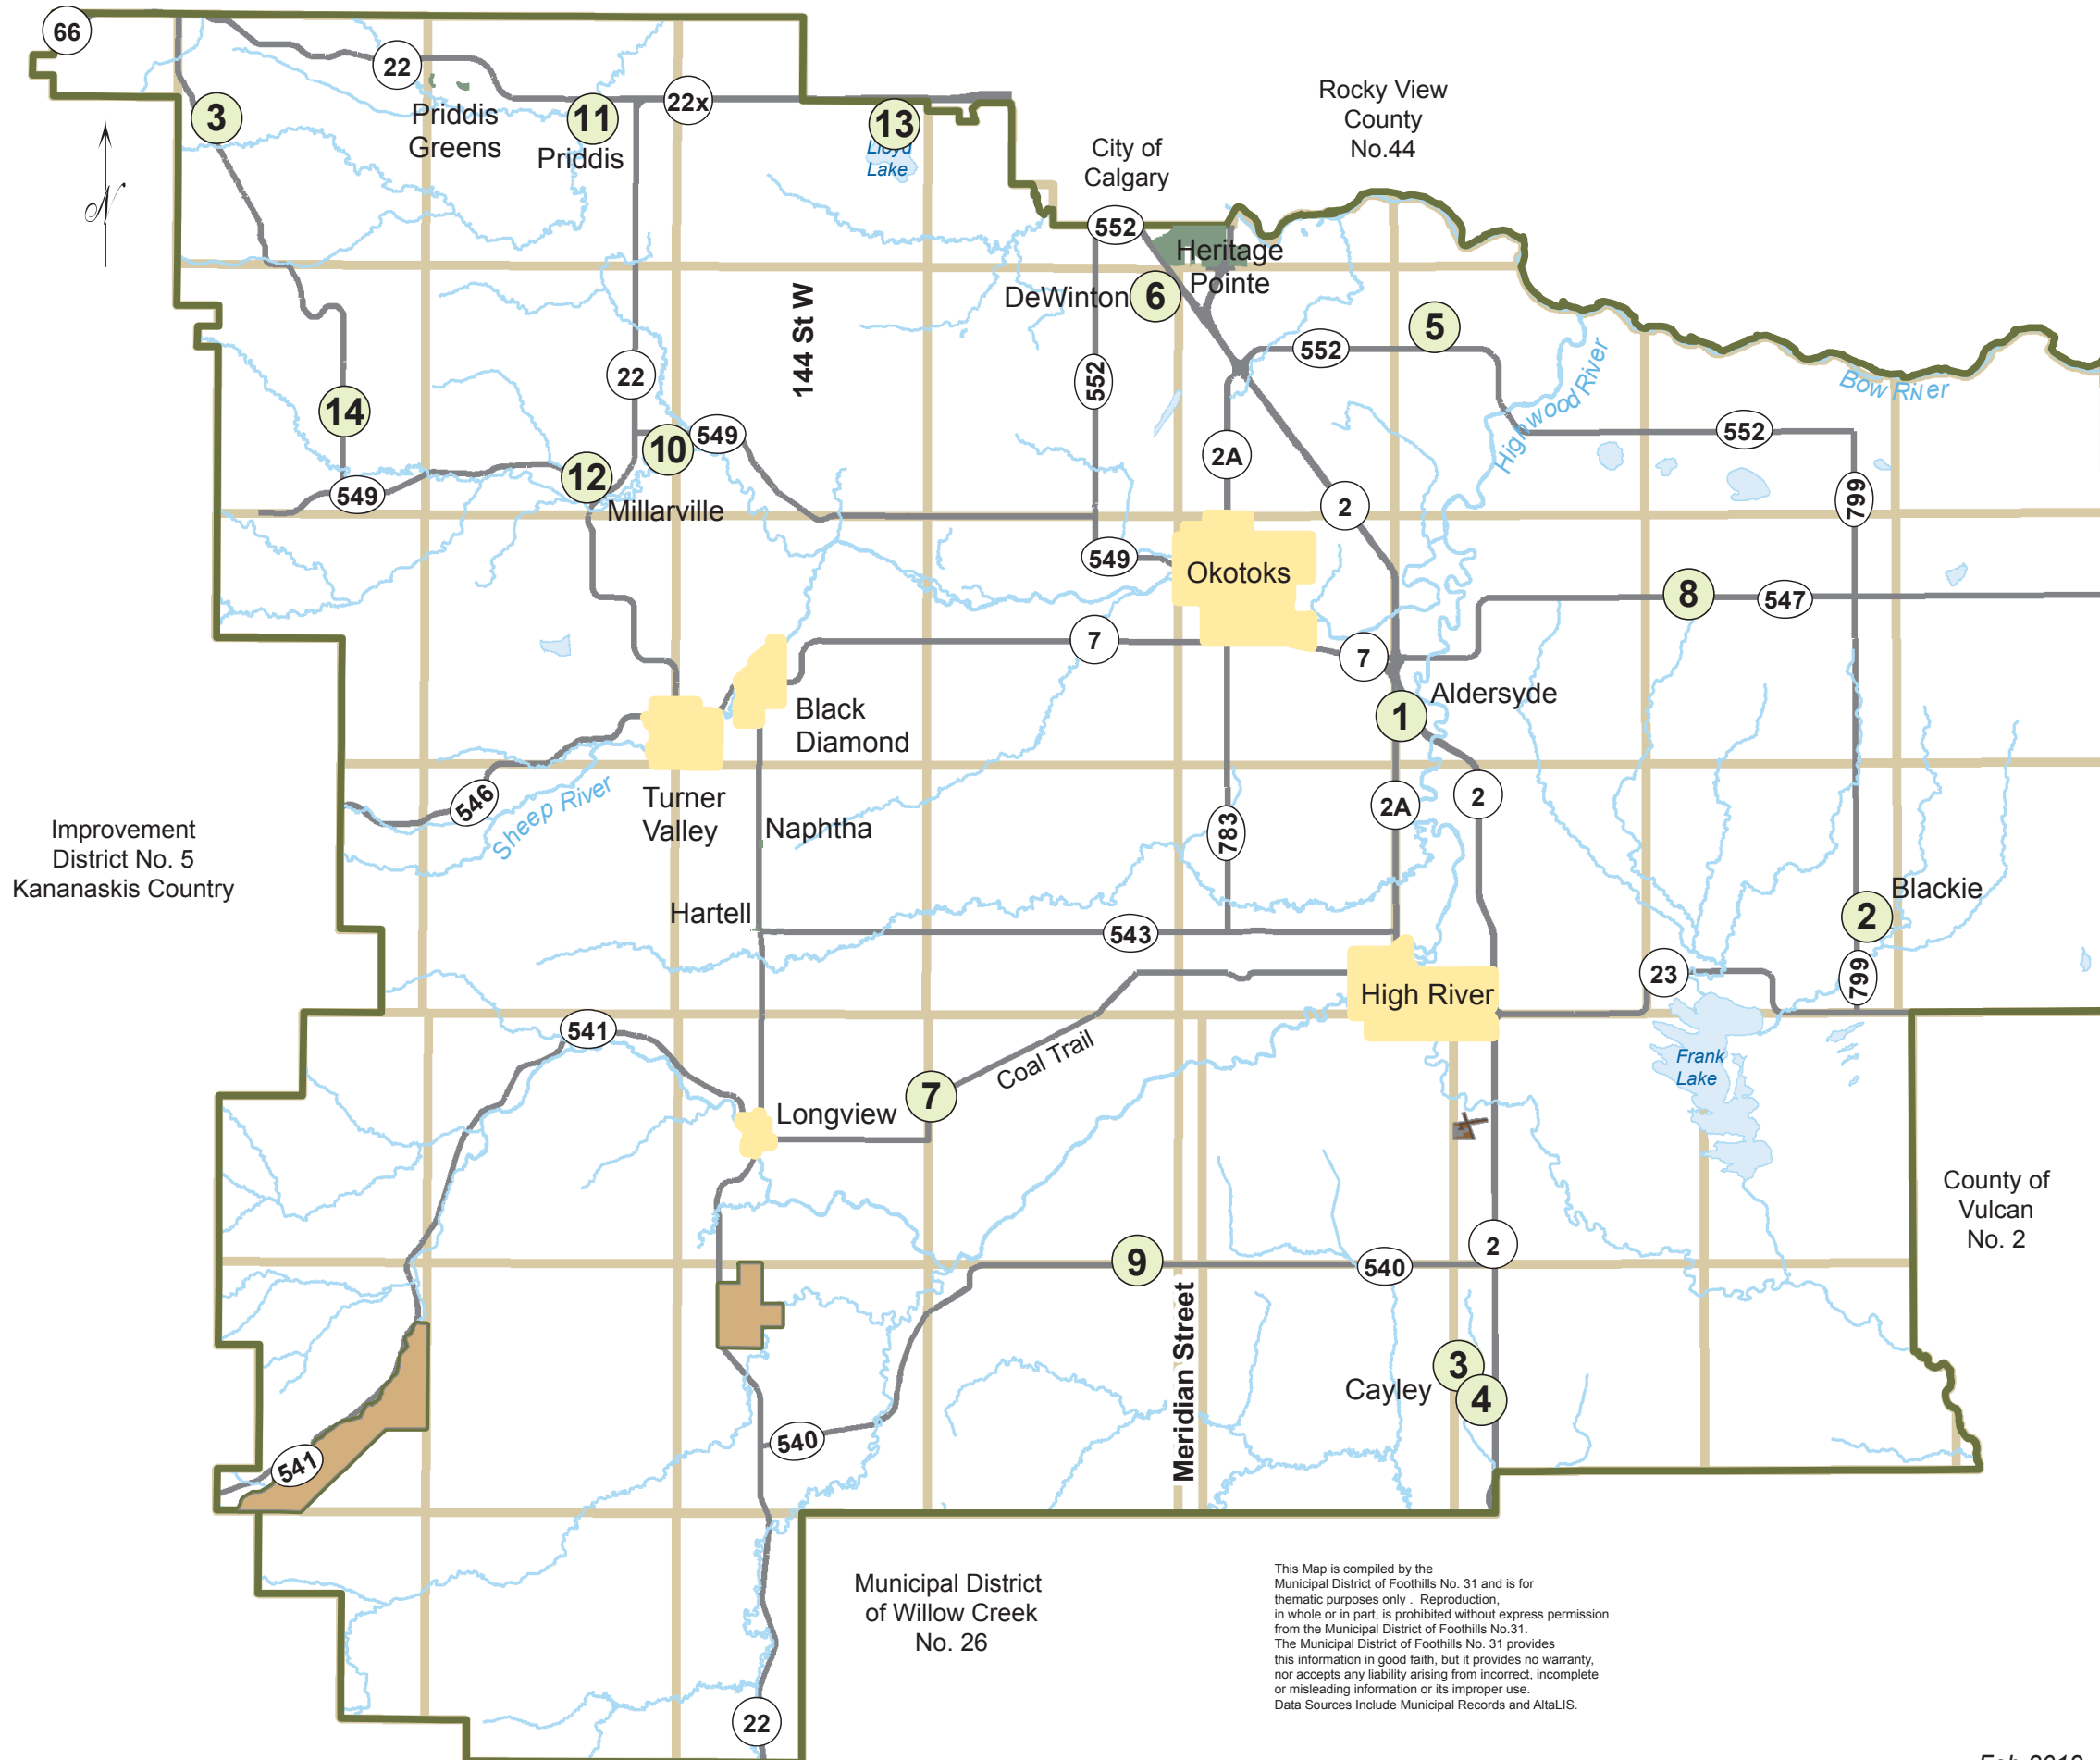 66
22
22x
3
Priddis
Greens
11
Priddis
13
Lloyd
Lake
Rocky View
County
No.44
City of
Calgary
N
552
Heritage
Pointe
DeWinton
6
5
552
144 St W
22
552
Highwood River
Bow River
14
10
549
2A
552
12
549
Millarville
2
799
549
Okotoks
8
547
7
7
Aldersyde
1
Black
Diamond
546
Sheep River
Turner
Valley
Naphtha
783
2A
2
Improvement
District No. 5
Kananaskis Country
Hartell
543
Blackie
2
23
799
High River
541
Coal Trail
Frank
Lake
7
Longview
County of
Vulcan
No. 2
9
540
2
Meridian Street
3
Cayley
4
540
541
Municipal District
of Willow Creek
No. 26
This Map is compiled by the
Municipal District of Foothills No. 31 and is for
thematic purposes only . Reproduction,
in whole or in part, is prohibited without express permission
from the Municipal District of Foothills No.31.
The Municipal District of Foothills No. 31 provides
this information in good faith, but it provides no warranty,
nor accepts any liability arising from incorrect, incomplete
or misleading information or its improper use.
Data Sources Include Municipal Records and AltaLIS.
22